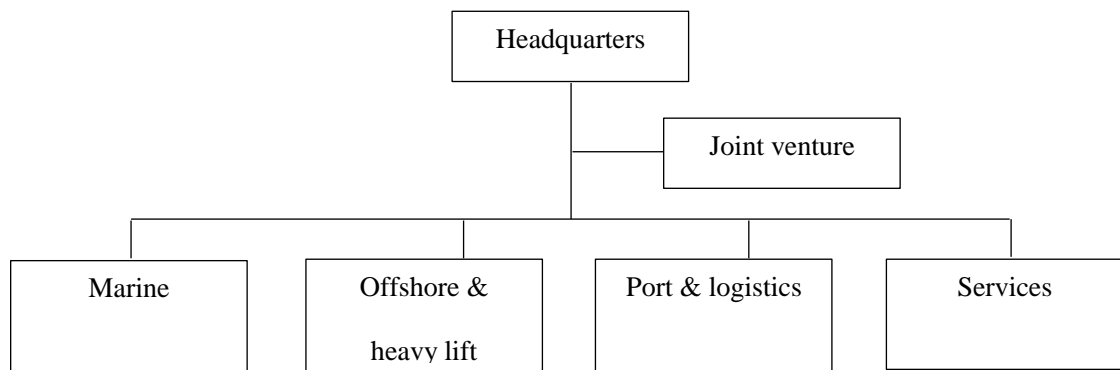 Headquarters
Joint venture
Marine
Offshore &
heavy lift
Port & logistics
Services